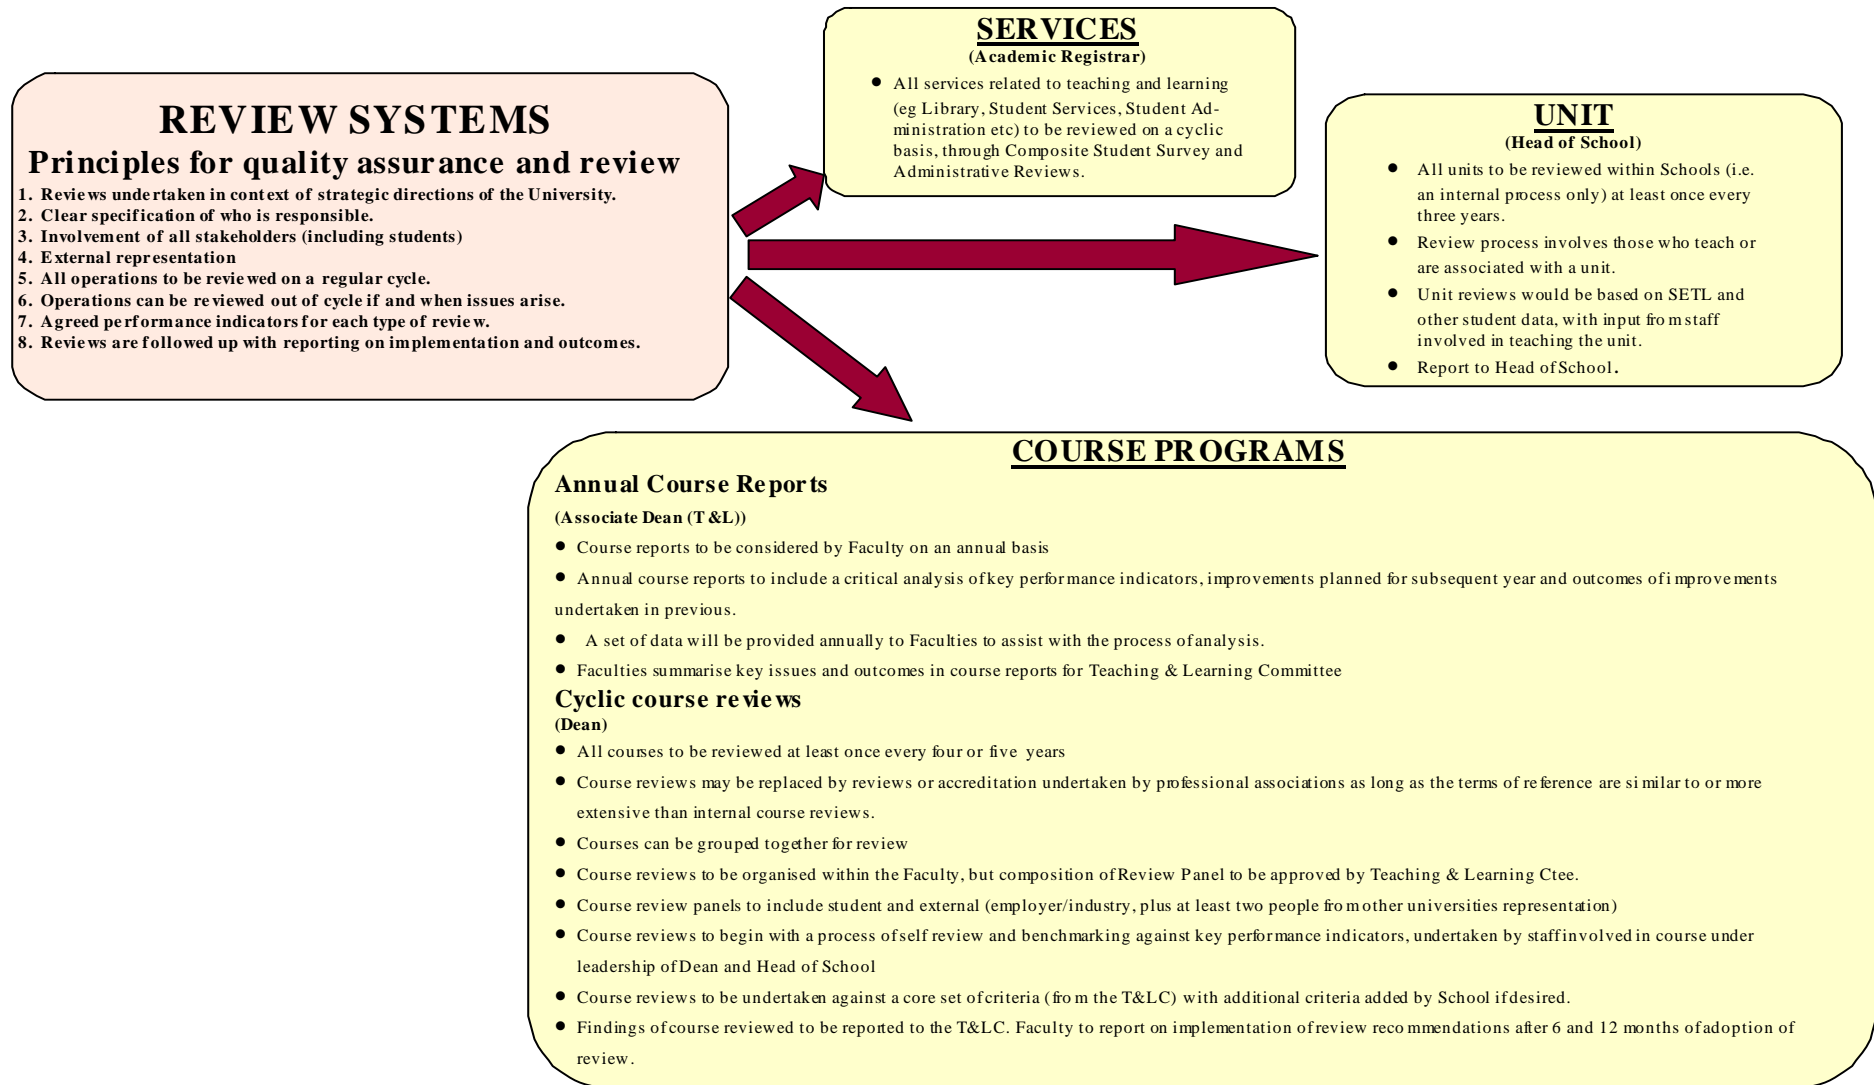 REVIEW SYSTEMS
Principles for quality assurance and review
1. Reviews undertaken in context of strategic directions of the University.
2. Clear specification of who is responsible.
3. Involvement of all stakeholders (including students)
4. External representation
5. All operations to be reviewed on a regular cycle.
6. Operations can be reviewed out of cycle if and when issues arise.
7. Agreed performance indicators for each type of review.
8. Reviews are followed up with reporting on implementation and outcomes.
SERVICES
(Academic Registrar)
● All services related to teaching and learning
(eg Library, Student Services, Student Ad-
ministration etc) to be reviewed on a cyclic
basis, through Composite Student Survey and
Administrative Reviews.
UNIT
(Head of School)
● All units to be reviewed within Schools (i.e.
an internal process only) at least once every
three years.
● Review process involves those who teach or
are associated with a unit.
● Unit reviews would be based on SETL and
other student data, with input from staff
involved in teaching the unit.
● Report to Head of School.
COURSE PROGRAMS
Annual Course Reports
(Associate Dean (T&L))
● Course reports to be considered by Faculty on an annual basis
● Annual course reports to include a critical analysis of key performance indicators, improvements planned for subsequent year and outcomes of improvements
undertaken in previous.
● A set of data will be provided annually to Faculties to assist with the process of analysis.
● Faculties summarise key issues and outcomes in course reports for Teaching & Learning Committee
Cyclic course reviews
(Dean)
● All courses to be reviewed at least once every four or five years
● Course reviews may be replaced by reviews or accreditation undertaken by professional associations as long as the terms of reference are similar to or more
extensive than internal course reviews.
● Courses can be grouped together for review
● Course reviews to be organised within the Faculty, but composition of Review Panel to be approved by Teaching & Learning Ctee.
● Course review panels to include student and external (employer/industry, plus at least two people from other universities representation)
● Course reviews to begin with a process of self review and benchmarking against key performance indicators, undertaken by staff involved in course under
leadership of Dean and Head of School
● Course reviews to be undertaken against a core set of criteria (from the T&LC) with additional criteria added by School if desired.
● Findings of course reviewed to be reported to the T&LC. Faculty to report on implementation of review recommendations after 6 and 12 months of adoption of
review.